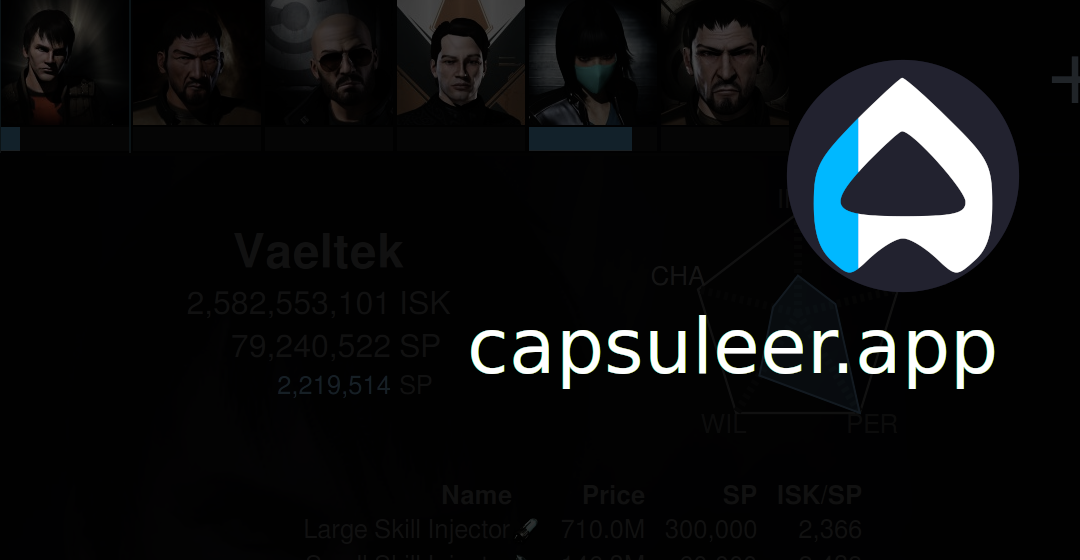 Vaeltek
2,582,553,101 ISK
CHA
79,240,522 SP
capsuleer.app
2,219,514 SP
WIL
PER
Name Price SP ISK/SP
Large Skill Injector 710.0M 300,000 2,366